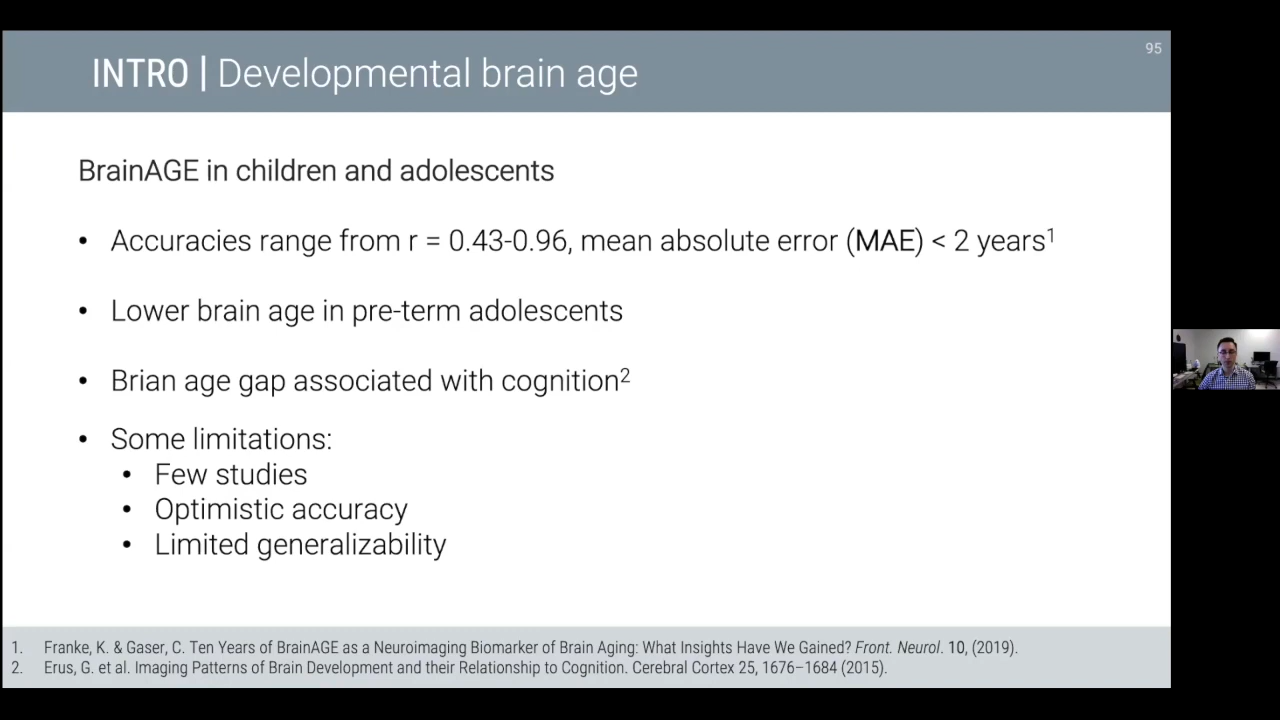 95
INTRO | Developmental brain age
BrainAGE in children and adolescents
• Accuracies range from r = 0.43-0.96, mean absolute error (MAE) < 2 years1
• Lower brain age in pre-term adolescents
• Brian age gap associated with cognition2
• Some limitations:
• Few studies
• Optimistic accuracy
• Limited generalizability
1. Franke, K. & Gaser, C. Ten Years of BrainAGE as a Neuroimaging Biomarker of Brain Aging: What Insights Have We Gained? Front. Neurol. 10, (2019).
2. Erus, G. et al. Imaging Patterns of Brain Development and their Relationship to Cognition. Cerebral Cortex 25, 1676–1684 (2015).